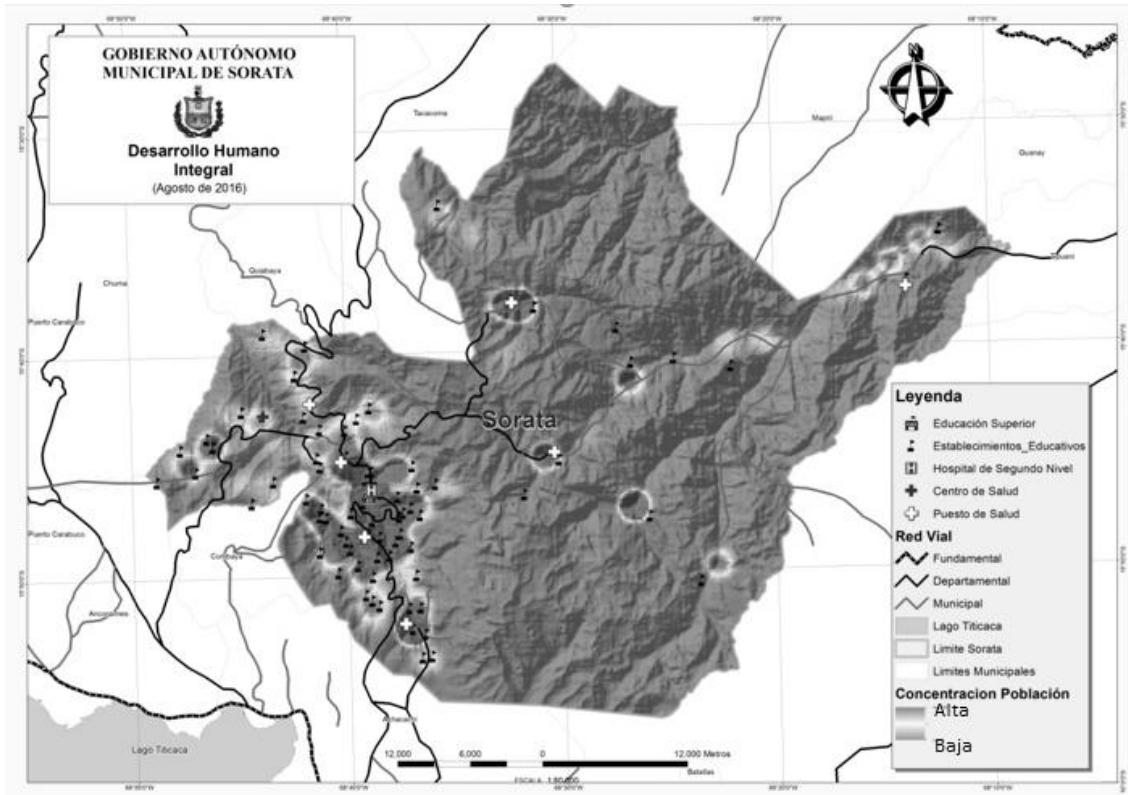 GOBIERNO AUTÓNOMO
MUNICIPAL DE SORATA
Desarrollo Humano
Integral
(Agosto de 2016)
Tacacoma
Mapiri
Guanay
Quiabaya
Chuma
Tipuani
Puerto Carabuco
Sorata
Puerto Carabuco
Combaya
Ancoraimes
Achacachi
Lago Titicaca
Batallas
Leyenda
Educación Superior
Establecimientos_Educativos
H Hospital de Segundo Nivel
Centro de Salud
Puesto de Salud
Red Vial
Fundamental
Departamental
Municipal
Lago Titicaca
Limite Sorata
Limites Municipales
Concentracion Población
Alta
Baja
H
12,000 6,000 0 12,000 Metros